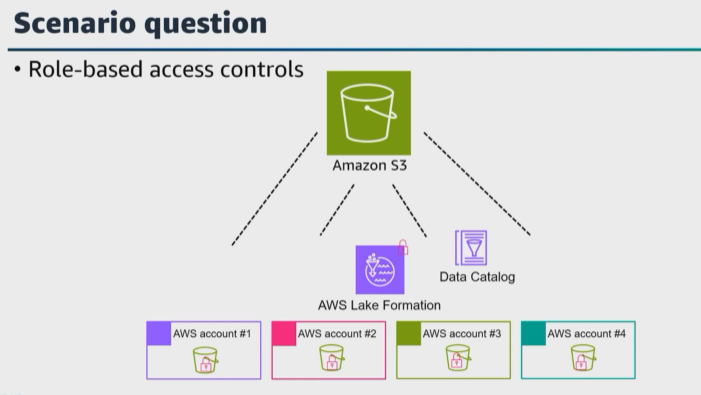 Scenario question
• Role-based access controls
Amazon S3
Data Catalog
AWS Lake Formation
AWS account #1
AWS account #2
AWS account #3
AWS account #4